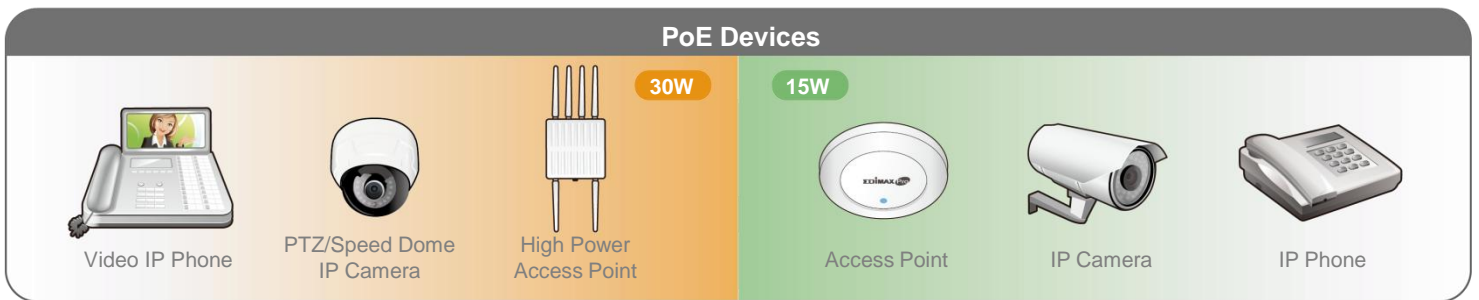 PoE Devices
30W
15W
EDIMAX Pro
Video IP Phone
PTZ/Speed Dome
IP Camera
High Power
Access Point
Access Point
IP Camera
IP Phone